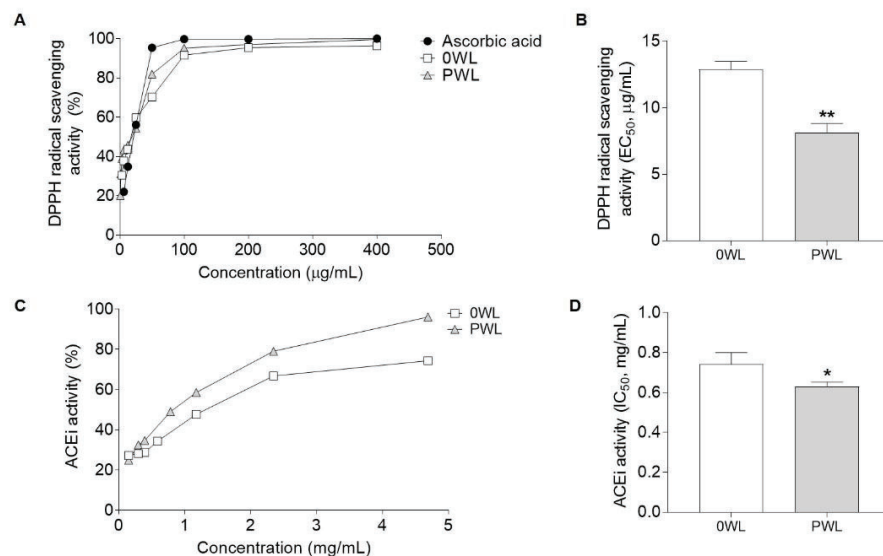 A
DPPH radical scavenging
activity (%)
100
80
60
40
20
0
0
100
200
300
400
500
Concentration (μg/mL)
Ascorbic acid
0WL
PWL
B
DPPH radical scavenging
activity (EC50, μg/mL)
15
10
5
0
**
0WL
PWL
C
ACEi activity (%)
100
80
60
40
20
0
0
1
2
3
4
5
Concentration (mg/mL)
0WL
PWL
D
ACEi activity (IC50, mg/mL)
0.8
0.6
0.4
0.2
0.0
1.0
*
0WL
PWL